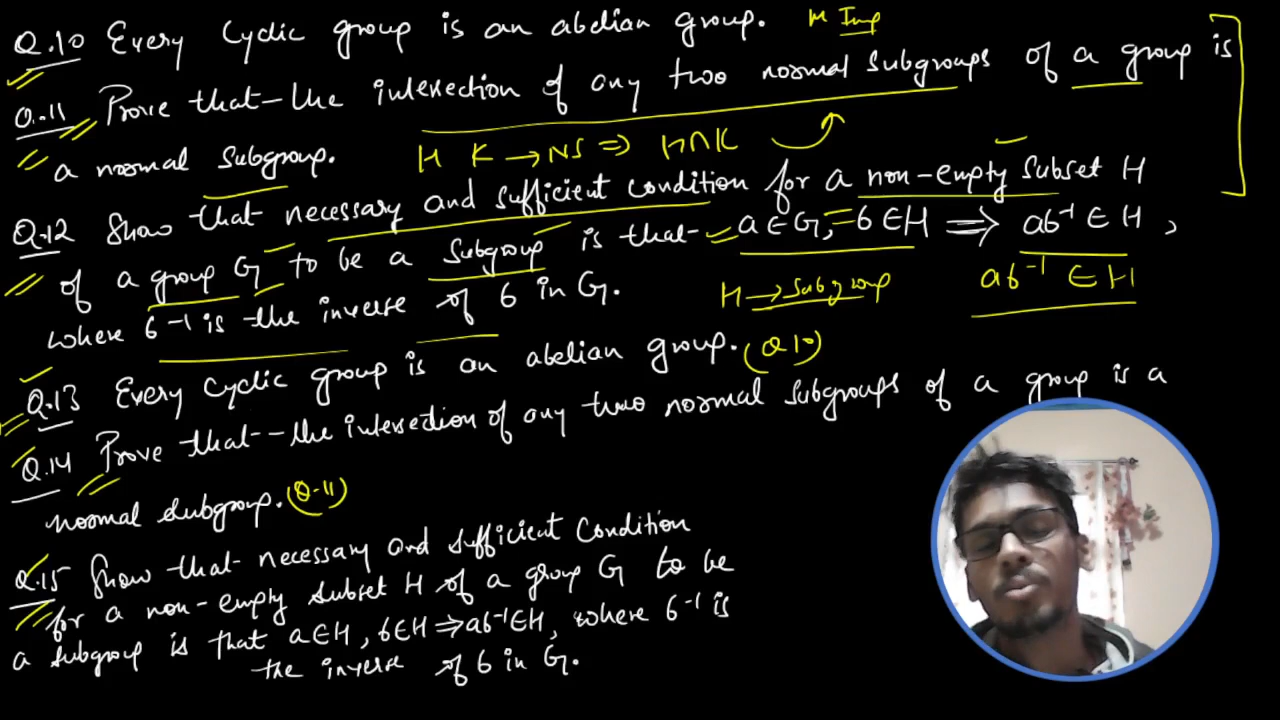 Q.10 Every Cyclic group is an abelian group. Imp
Q.11 Prove that the intersection of any two normal subgroups of a group is
a normal subgroup. H K → NS ⇒ H∩K
Q.12 Show that necessary and sufficient condition for a non-empty subset H
of a group G to be a subgroup is that a∈G, b∈H ⟹ ab⁻¹ ∈ H,
where b⁻¹ is the inverse of b in G. H → Subgroup ab⁻¹ ∈ H
Q.13 Every cyclic group is an abelian group. (Q 10)
Q.14 Prove that the intersection of any two normal subgroups of a group is a
normal subgroup. (Q.11)
Q.15 Show that necessary and sufficient Condition
for a non-empty subset H of a group G to be
a subgroup is that a∈H, b∈H ⇒ ab⁻¹∈H, where b⁻¹ is
the inverse of b in G.